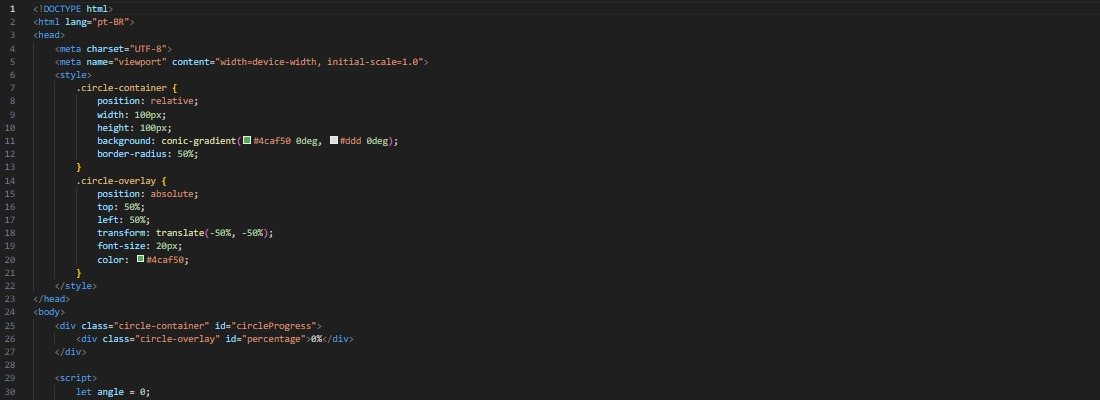 1 <!DOCTYPE html>
2 <html lang="pt-BR">
3 <head>
4     <meta charset="UTF-8">
5     <meta name="viewport" content="width=device-width, initial-scale=1.0">
6     <style>
7         .circle-container {
8             position: relative;
9             width: 100px;
10             height: 100px;
11             background: conic-gradient(#4caf50 0deg, #ddd 0deg);
12             border-radius: 50%;
13         }
14         .circle-overlay {
15             position: absolute;
16             top: 50%;
17             left: 50%;
18             transform: translate(-50%, -50%);
19             font-size: 20px;
20             color: #4caf50;
21         }
22     </style>
23 </head>
24 <body>
25     <div class="circle-container" id="circleProgress">
26         <div class="circle-overlay" id="percentage">0%</div>
27     </div>
28
29     <script>
30         let angle = 0;